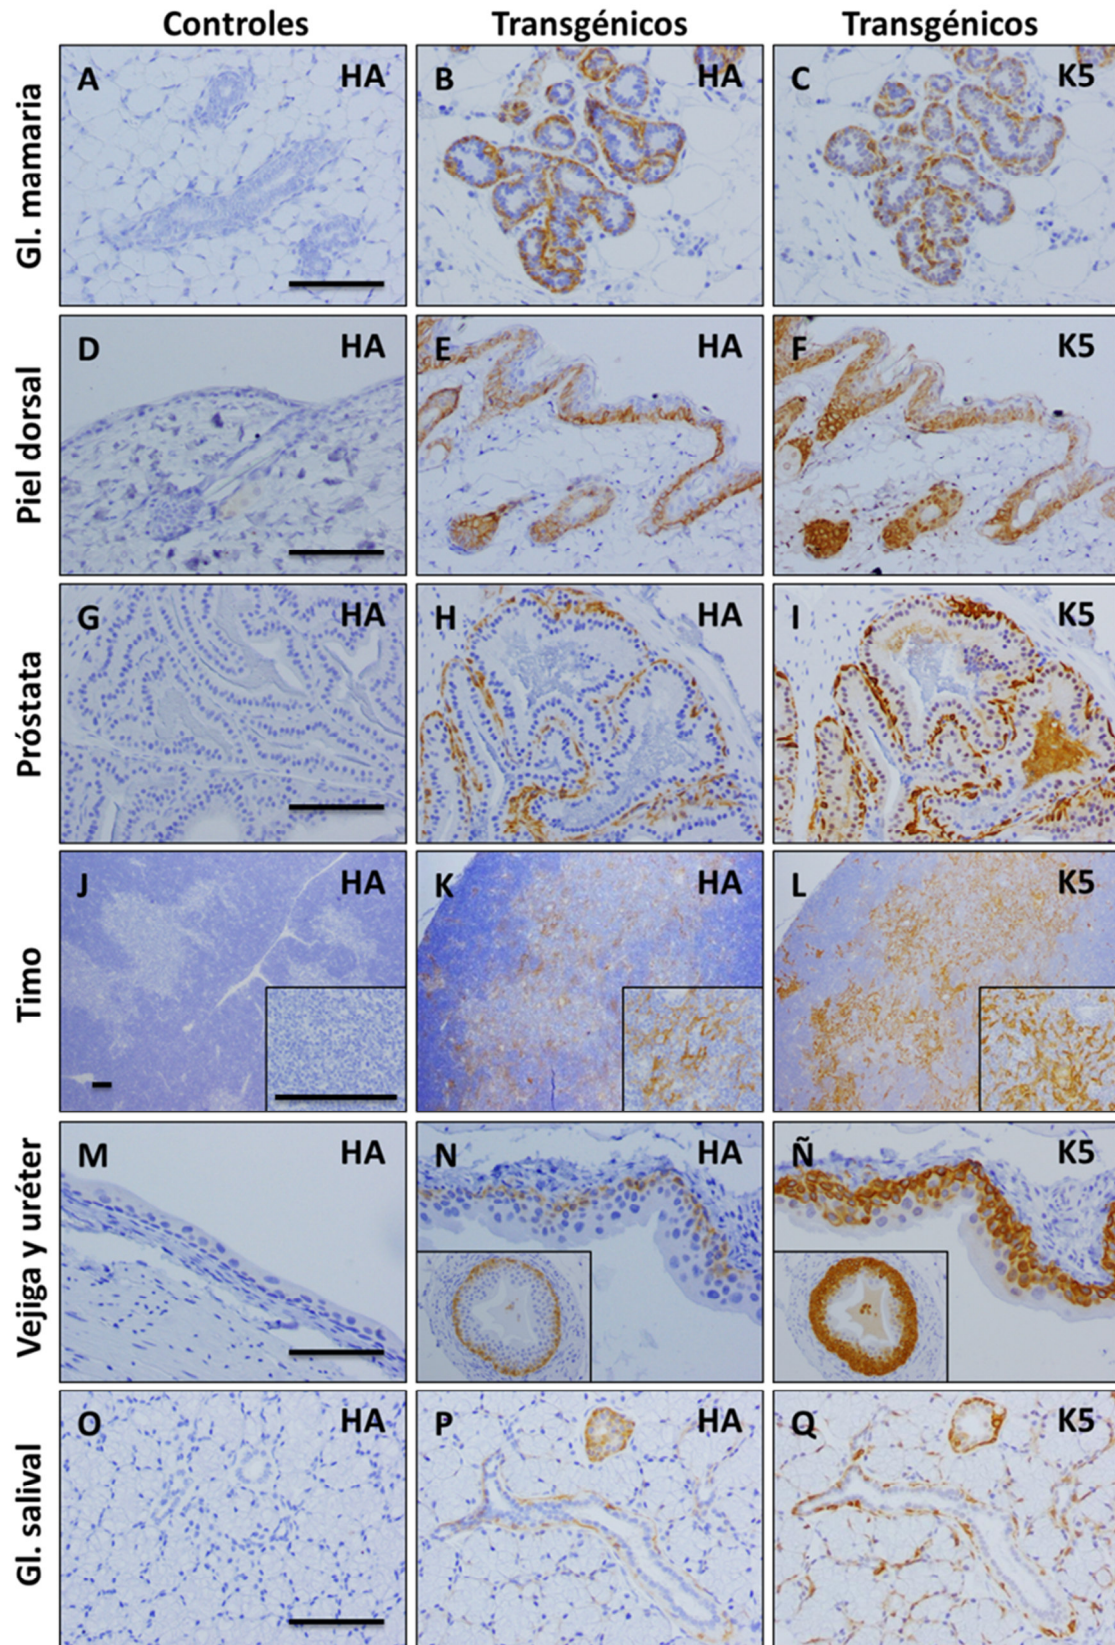 Controles Transgénicos Transgénicos
Gl. mamaria
A HA B HA C K5
Piel dorsal
D HA E HA F K5
Próstata
G HA H HA I K5
Timo
J HA K HA L K5
Vejiga y uréter
M HA N HA Ñ K5
Gl. salival
O HA P HA Q K5